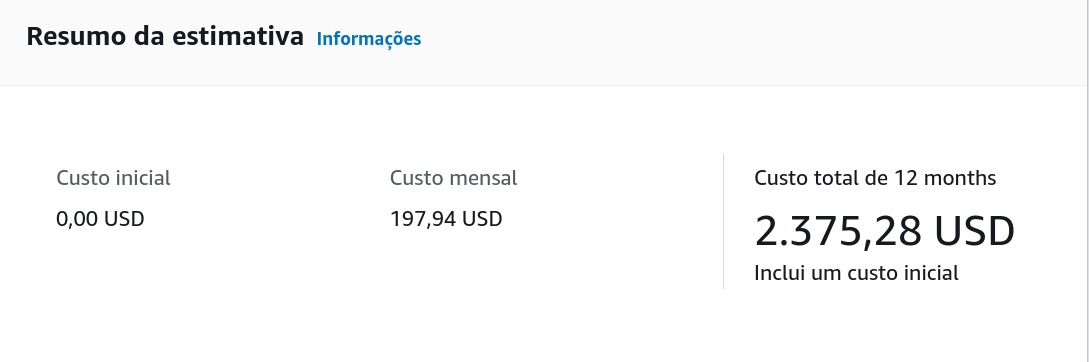 Resumo da estimativa Informações
Custo inicial
0,00 USD
Custo mensal
197,94 USD
Custo total de 12 months
2.375,28 USD
Inclui um custo inicial